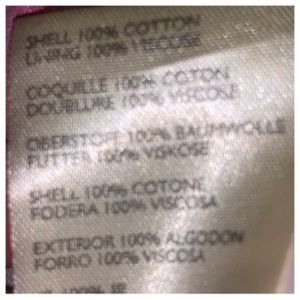 SHELL 100% COTTON
LINING 100% VISCOSE
COQUILLE 100% COTON
DOUBLURE 100% VISCOSE
OBERSTOFF 100% BAUMWOLLE
FUTTER 100% VISKOSE
SHELL 100% COTONE
FODERA 100% VISCOSA
EXTERIOR 100% ALGODON
FORRO 100% VISCOSA
100%